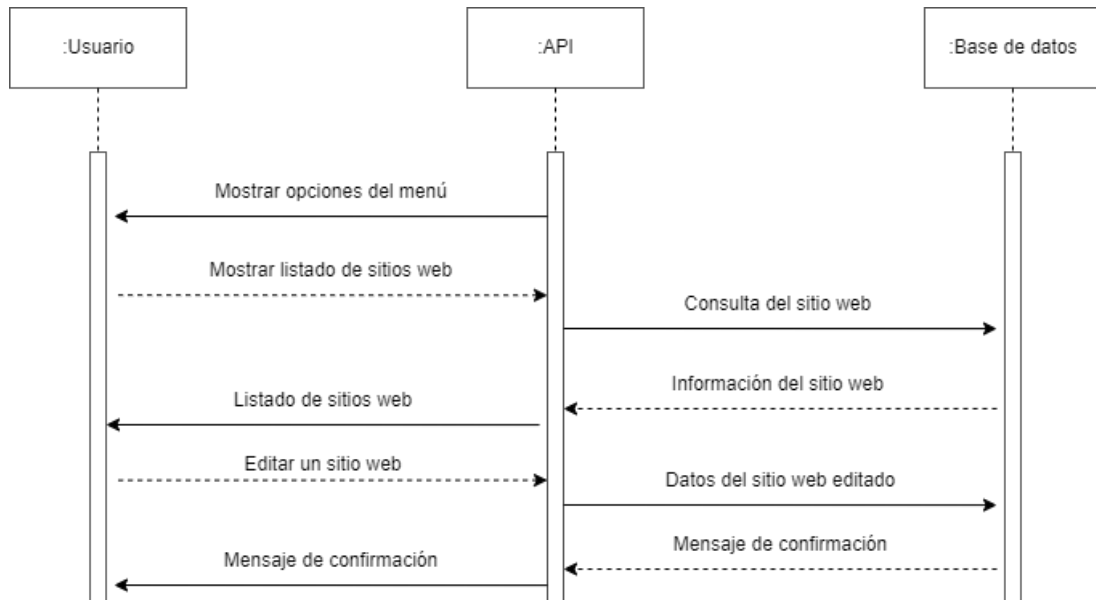 :Usuario
:API
:Base de datos
Mostrar opciones del menú
Mostrar listado de sitios web
Consulta del sitio web
Información del sitio web
Listado de sitios web
Editar un sitio web
Datos del sitio web editado
Mensaje de confirmación
Mensaje de confirmación